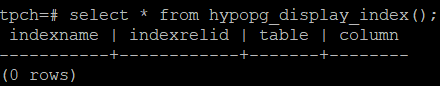 tpch=# select * from hypopg_display_index();
 indexname | indexrelid | table | column
-----------+------------+-------+--------
(0 rows)